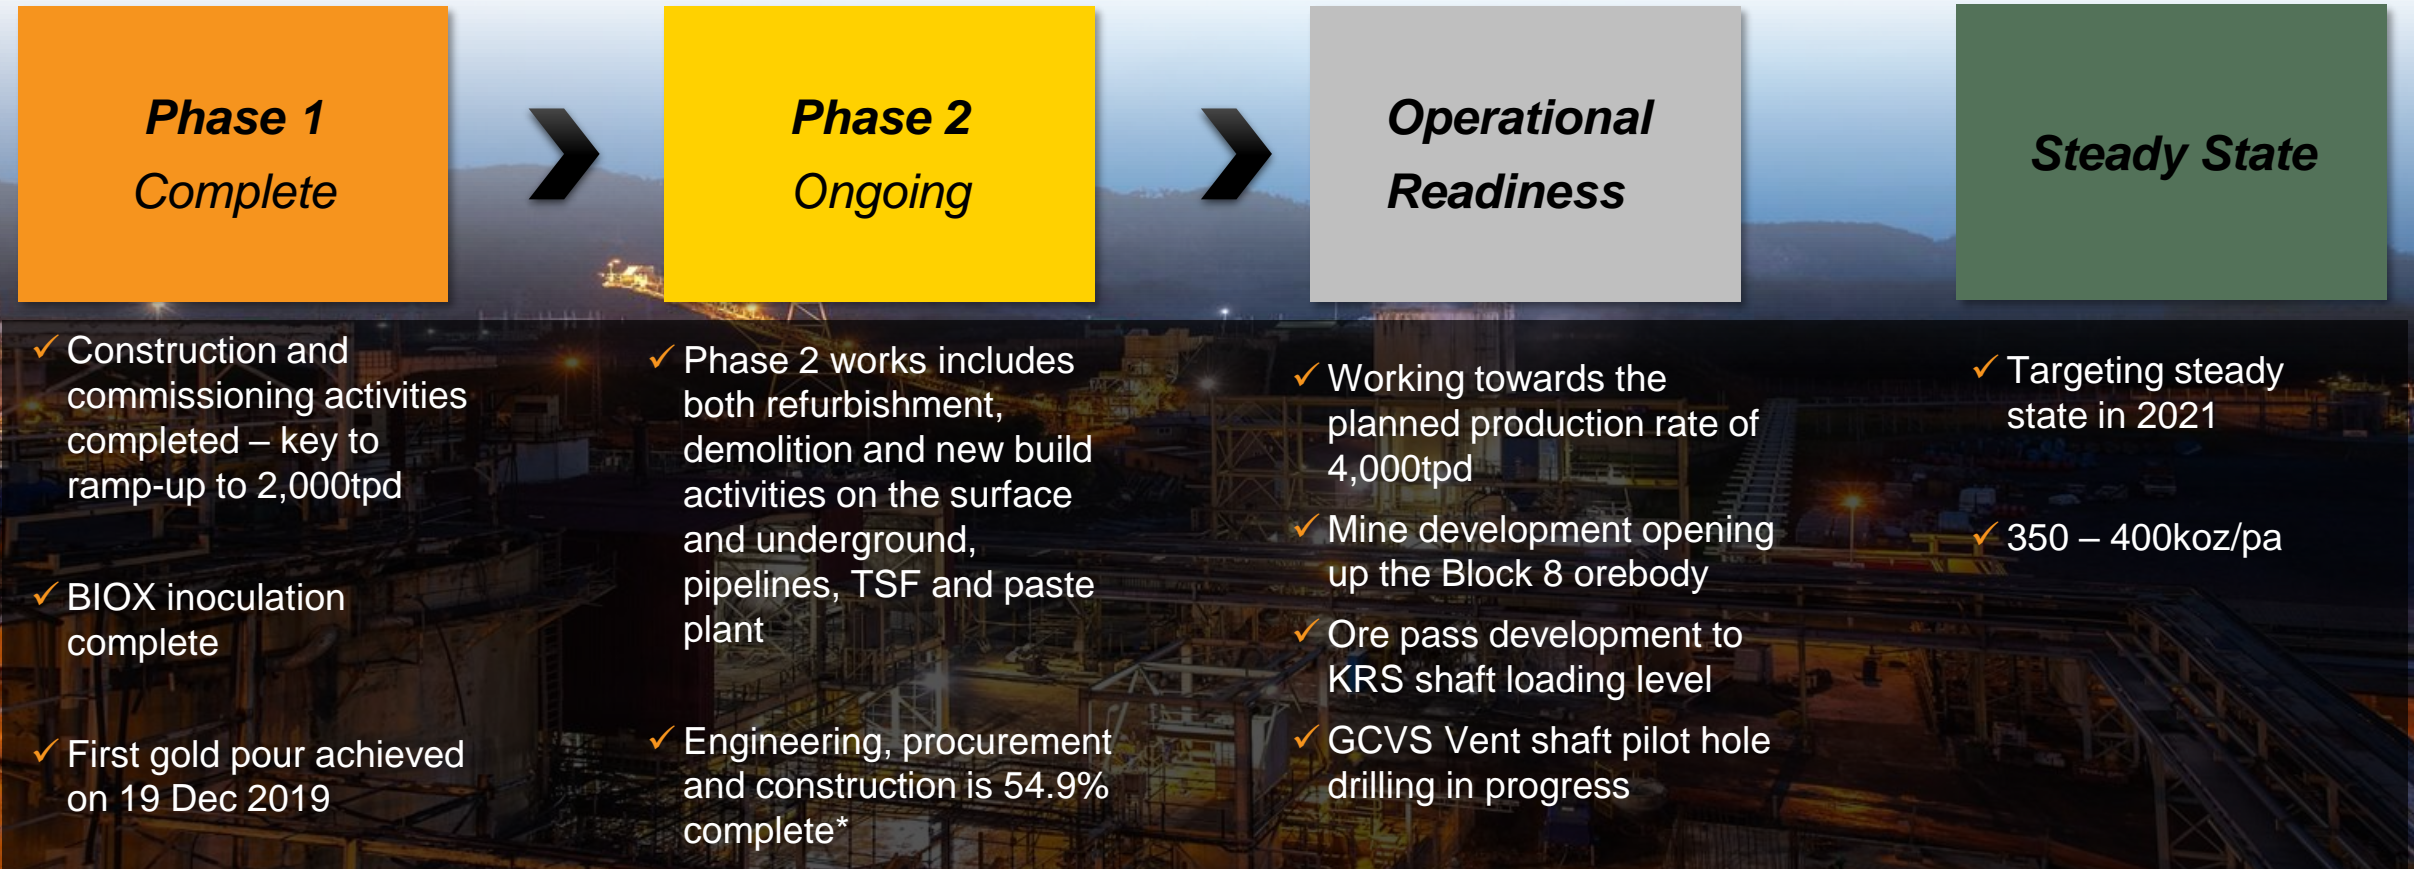 Phase 1
Complete
Phase 2
Ongoing
Operational
Readiness
Steady State
✓ Construction and
commissioning activities
completed – key to
ramp-up to 2,000tpd
✓ BIOX inoculation
complete
✓ First gold pour achieved
on 19 Dec 2019
✓ Phase 2 works includes
both refurbishment,
demolition and new build
activities on the surface
and underground,
pipelines, TSF and paste
plant
✓ Engineering, procurement
and construction is 54.9%
complete*
✓ Working towards the
planned production rate of
4,000tpd
✓ Mine development opening
up the Block 8 orebody
✓ Ore pass development to
KRS shaft loading level
✓ GCVS Vent shaft pilot hole
drilling in progress
✓ Targeting steady
state in 2021
✓ 350 – 400koz/pa